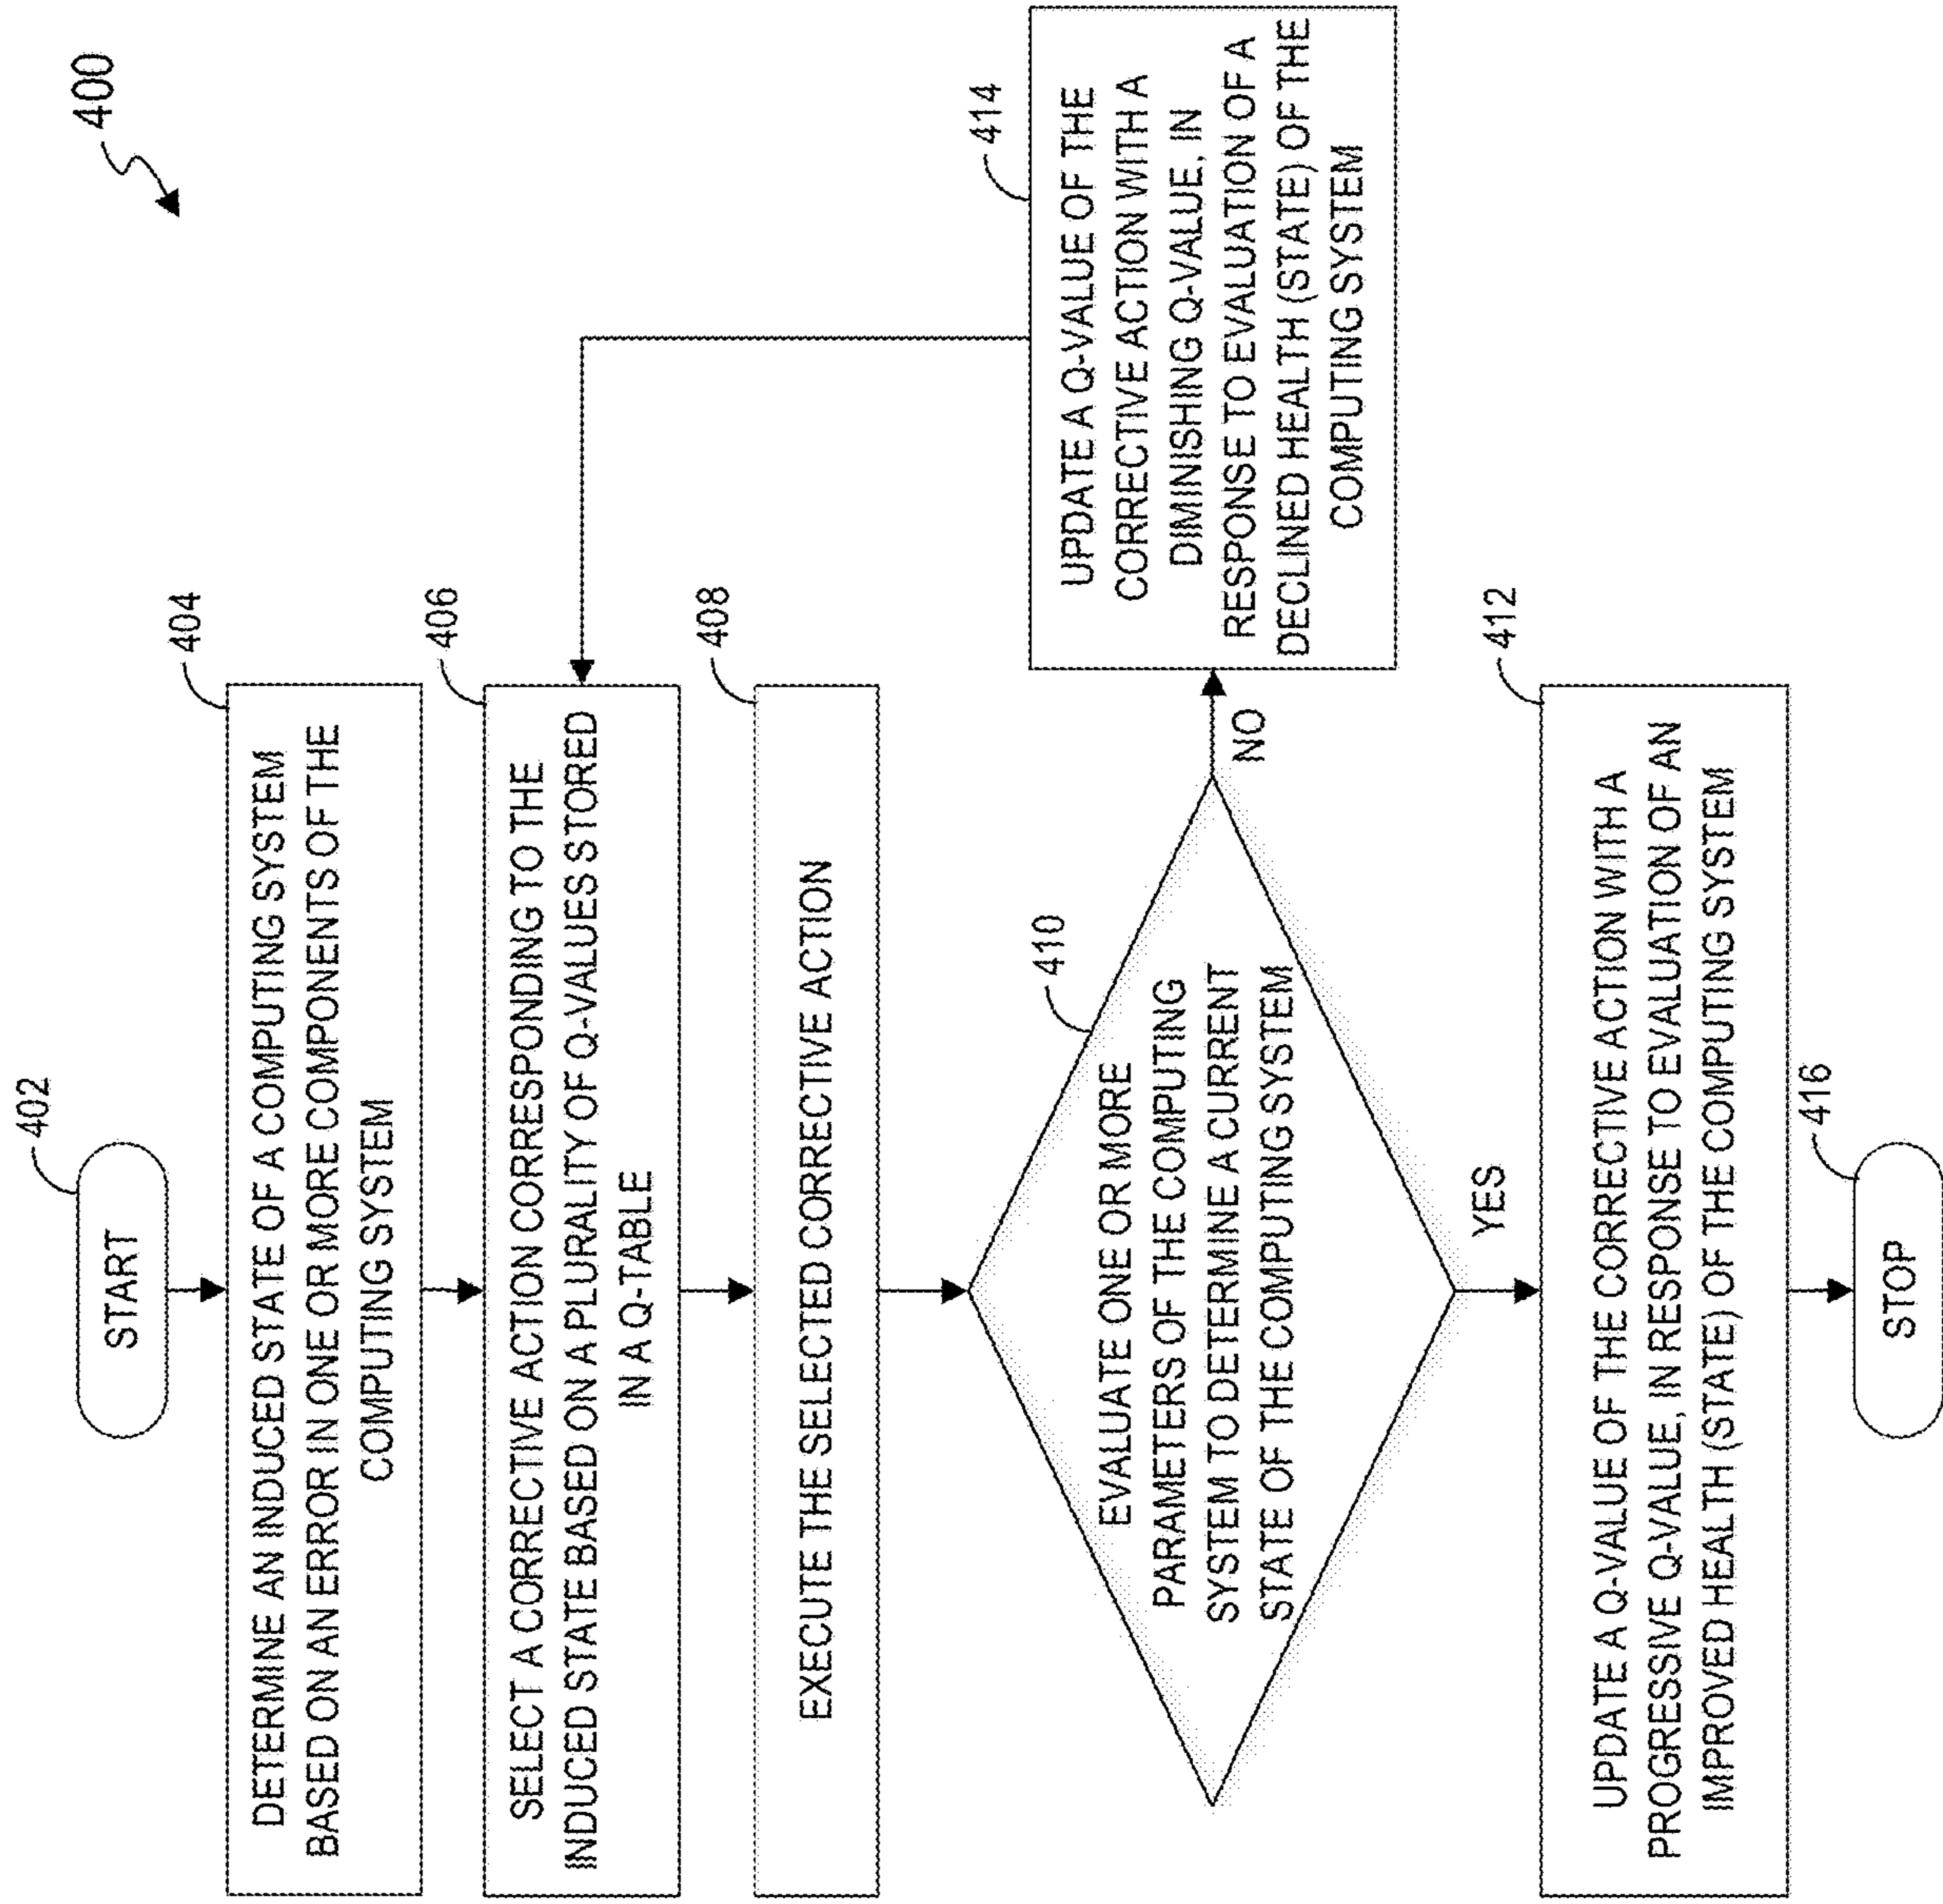 400
402
START
404
DETERMINE AN INDUCED STATE OF A COMPUTING SYSTEM
BASED ON AN ERROR IN ONE OR MORE COMPONENTS OF THE
COMPUTING SYSTEM
406
SELECT A CORRECTIVE ACTION CORRESPONDING TO THE
INDUCED STATE BASED ON A PLURALITY OF Q-VALUES STORED
IN A Q-TABLE
408
EXECUTE THE SELECTED CORRECTIVE ACTION
410
EVALUATE ONE OR MORE
PARAMETERS OF THE COMPUTING
SYSTEM TO DETERMINE A CURRENT
STATE OF THE COMPUTING SYSTEM
NO
414
UPDATE A Q-VALUE OF THE
CORRECTIVE ACTION WITH A
DIMINISHING Q-VALUE, IN
RESPONSE TO EVALUATION OF A
DECLINED HEALTH (STATE) OF THE
COMPUTING SYSTEM
YES
412
UPDATE A Q-VALUE OF THE CORRECTIVE ACTION WITH A
PROGRESSIVE Q-VALUE, IN RESPONSE TO EVALUATION OF AN
IMPROVED HEALTH (STATE) OF THE COMPUTING SYSTEM
416
STOP